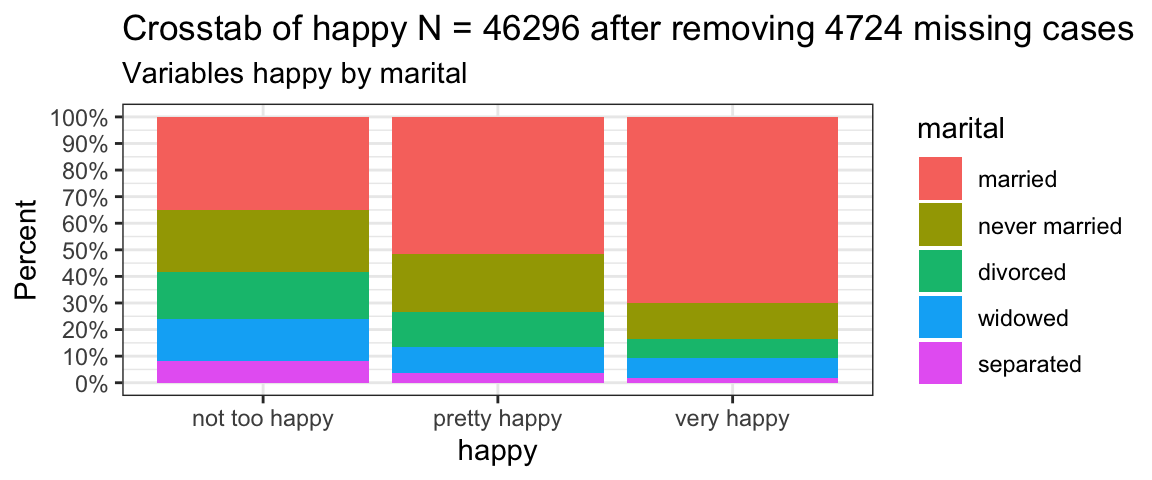 Crosstab of happy N = 46296 after removing 4724 missing cases
Variables happy by marital
Percent
100%
90%
80%
70%
60%
50%
40%
30%
20%
10%
0%
not too happy
pretty happy
very happy
happy
marital
married
never married
divorced
widowed
separated